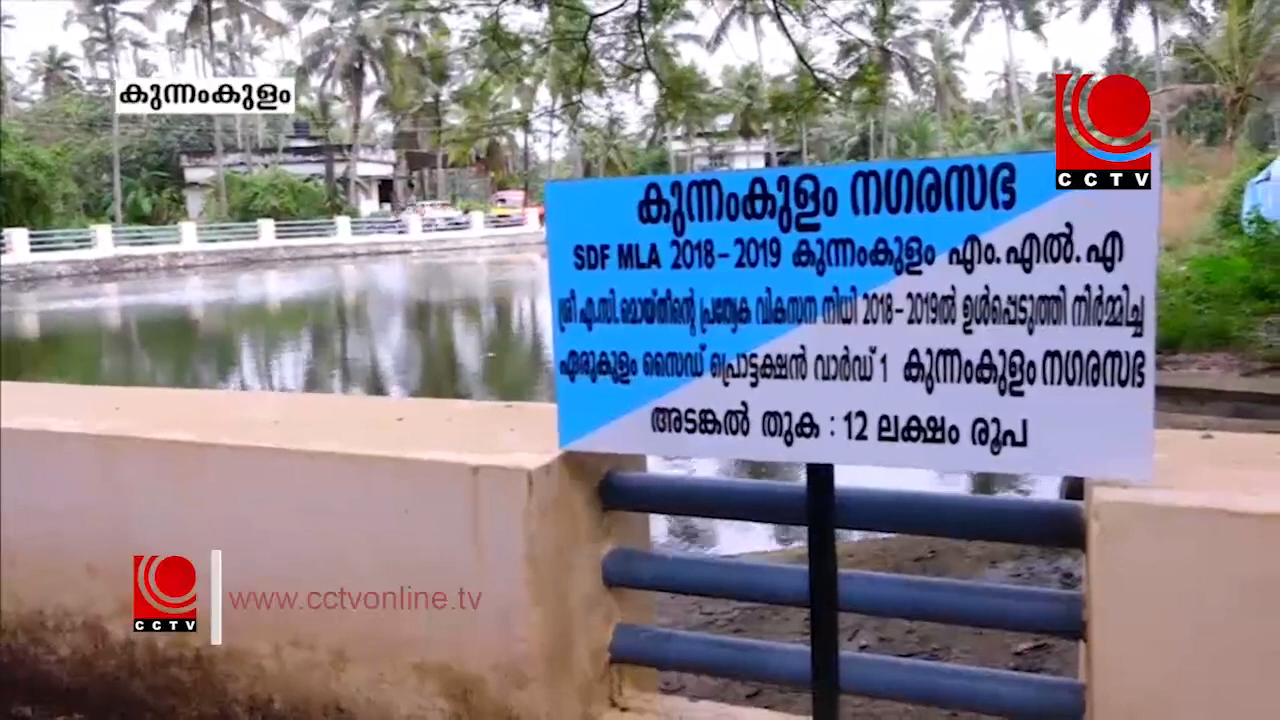 കുന്നംകുളം
CCTV
കുന്നംകുളം നഗരസഭ
SDF MLA 2018-2019 കുന്നംകുളം എം.എൽ.എ
ശ്രീ എ.സി. മൊയ്തീന്റെ പ്രത്യേക വികസന നിധി 2018-2019ൽ ഉൾപ്പെടുത്തി നിർമ്മിച്ച
ഏരുകുളം സൈഡ് പ്രൊട്ടക്ഷൻ വാർഡ് 1 കുന്നംകുളം നഗരസഭ
അടങ്കൽ തുക : 12 ലക്ഷം രൂപ
CCTV
www.cctvonline.tv